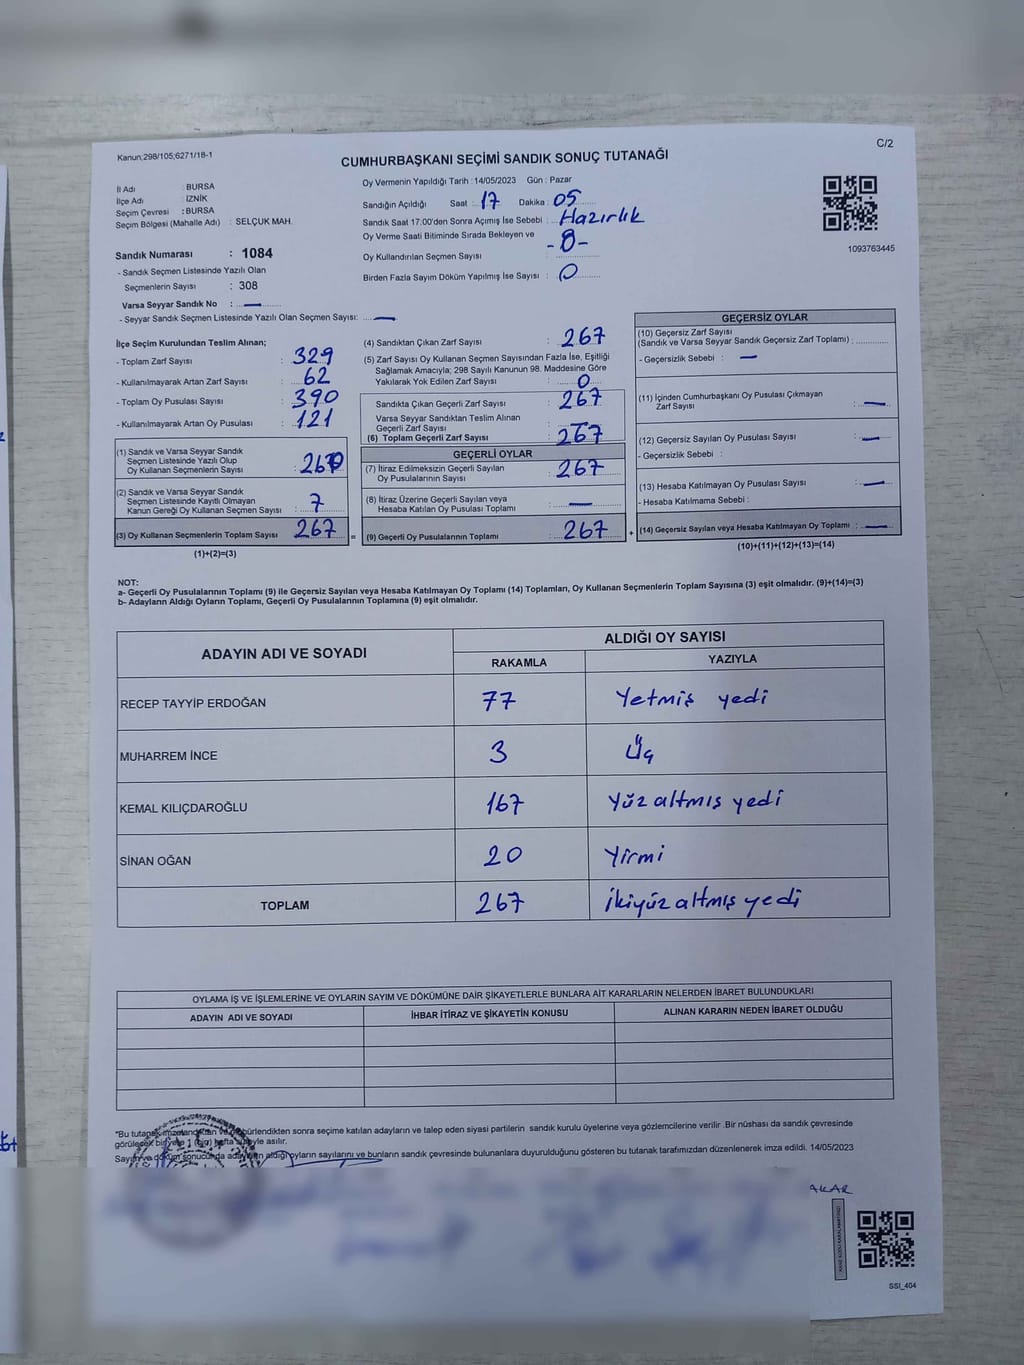 Kanun;298/105,6271/18-1
C/2
CUMHURBAŞKANI SEÇİMİ SANDIK SONUÇ TUTANAĞI
İl Adı : BURSA
İlçe Adı : İZNİK
Seçim Çevresi : BURSA
Seçim Bölgesi (Mahalle Adı) : SELÇUK MAH.
Sandık Numarası : 1084
- Sandık Seçmen Listesinde Yazılı Olan
Seçmenlerin Sayısı : 308
Varsa Seyyar Sandık No : —
- Seyyar Sandık Seçmen Listesinde Yazılı Olan Seçmen Sayısı: —
Oy Vermenin Yapıldığı Tarih : 14/05/2023 Gün : Pazar
Sandığın Açıldığı Saat : 17 Dakika : 05
Sandık Saat 17:00'den Sonra Açımış İse Sebebi : Hazırlık
Oy Verme Saati Bitiminde Sırada Bekleyen ve
Oy Kullandırılan Seçmen Sayısı : -0-
Birden Fazla Sayım Döküm Yapılmış İse Sayısı : 0
1093763445
İlçe Seçim Kurulundan Teslim Alınan;
- Toplam Zarf Sayısı : 329
- Kullanılmayarak Artan Zarf Sayısı : 62
- Toplam Oy Pusulası Sayısı : 390
- Kullanılmayarak Artan Oy Pusulası : 121
(1) Sandık ve Varsa Seyyar Sandık
Seçmen Listesinde Yazılı Olup
Oy Kullanan Seçmenlerin Sayısı :
(2) Sandık ve Varsa Seyyar Sandık
Seçmen Listesinde Kayıtlı Olmayan
Kanun Gereği Oy Kullanan Seçmen Sayısı : 7
(3) Oy Kullanan Seçmenlerin Toplam Sayısı : 267 =
(1)+(2)=(3)
(4) Sandıktan Çıkan Zarf Sayısı : 267
(5) Zarf Sayısı Oy Kullanan Seçmen Sayısından Fazla İse, Eşitliği
Sağlamak Amacıyla; 298 Sayılı Kanunun 98. Maddesine Göre
Yakılarak Yok Edilen Zarf Sayısı : 0
Sandıkta Çıkan Geçerli Zarf Sayısı : 267
Varsa Seyyar Sandıktan Teslim Alınan
Geçerli Zarf Sayısı :
(6) Toplam Geçerli Zarf Sayısı : 267
GEÇERLİ OYLAR
(7) İtiraz Edilmeksizin Geçerli Sayılan
Oy Pusulalarının Sayısı : 267
(8) İtiraz Üzerine Geçerli Sayılan veya
Hesaba Katılan Oy Pusulası Toplamı : —
(9) Geçerli Oy Pusulalarının Toplamı : 267 +
GEÇERSİZ OYLAR
(10) Geçersiz Zarf Sayısı
(Sandık ve Varsa Seyyar Sandık Geçersiz Zarf Toplamı) :
- Geçersizlik Sebebi : —
(11) İçinden Cumhurbaşkanı Oy Pusulası Çıkmayan
Zarf Sayısı : —
(12) Geçersiz Sayılan Oy Pusulası Sayısı : —
- Geçersizlik Sebebi :
(13) Hesaba Katılmayan Oy Pusulası Sayısı : —
- Hesaba Katılmama Sebebi :
(14) Geçersiz Sayılan veya Hesaba Katılmayan Oy Toplamı : —
(10)+(11)+(12)+(13)=(14)
NOT:
a- Geçerli Oy Pusulalarının Toplamı (9) ile Geçersiz Sayılan veya Hesaba Katılmayan Oy Toplamı (14) Toplamları, Oy Kullanan Seçmenlerin Toplam Sayısına (3) eşit olmalıdır. (9)+(14)=(3)
b- Adayların Aldığı Oyların Toplamı, Geçerli Oy Pusulalarının Toplamına (9) eşit olmalıdır.
ADAYIN ADI VE SOYADI
ALDIĞI OY SAYISI
RAKAMLA YAZIYLA
RECEP TAYYİP ERDOĞAN 77 Yetmiş yedi
MUHARREM İNCE 3 Üç
KEMAL KILIÇDAROĞLU 167 Yüz altmış yedi
SİNAN OĞAN 20 Yirmi
TOPLAM 267 İkiyüz altmış yedi
OYLAMA İŞ VE İŞLEMLERİNE VE OYLARIN SAYIM VE DÖKÜMÜNE DAİR ŞİKAYETLERLE BUNLARA AİT KARARLARIN NELERDEN İBARET BULUNDUKLARI
ADAYIN ADI VE SOYADI İHBAR İTİRAZ VE ŞİKAYETİN KONUSU ALINAN KARARIN NEDEN İBARET OLDUĞU
"Bu tutanak sonra seçime katılan adayların ve talep eden siyasi partilerin sandık kurulu üyelerine veya gözlemcilerine verilir. Bir nüshası da sandık çevresinde
görülecek bir yere 1 (bir) hafta asılır.
Sayım ve döküm sonucunda oyların sayılarını ve bunların sandık çevresinde bulunanlara duyurulduğunu gösteren bu tutanak tarafımızdan düzenlenerek imza edildi. 14/05/2023
AKAR
SSI_404